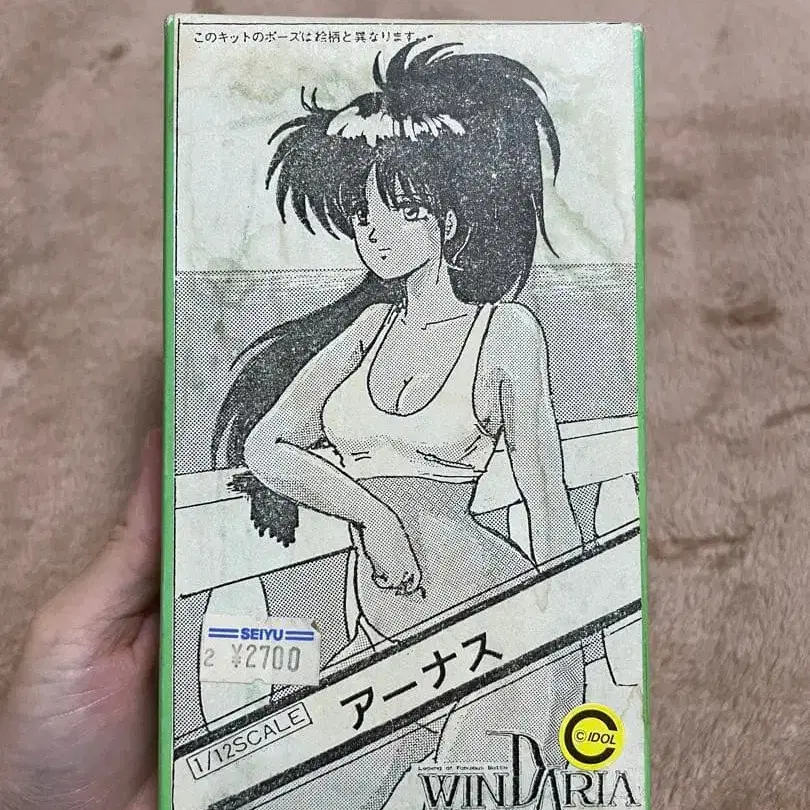 このキットのポーズは絵柄と異なります。
SEIYU
2 ¥2700
アーナス
1/12SCALE
© IDOL
Legend of Fabulous Battle
WINDARIA